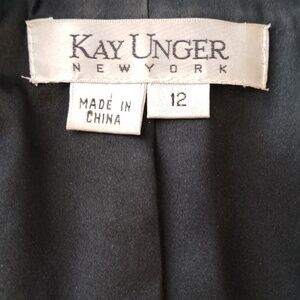 KAY UNGER
NEW YORK
MADE IN
CHINA
12